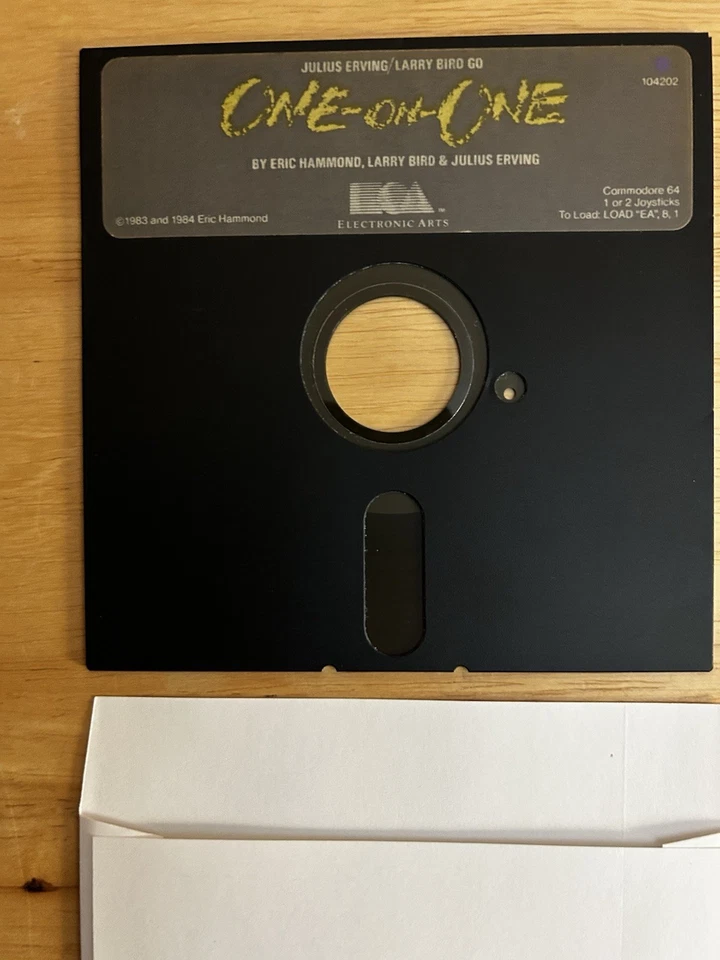 JULIUS ERVING/LARRY BIRD GO
104202
ONE-ON-ONE
BY ERIC HAMMOND, LARRY BIRD & JULIUS ERVING
©1983 and 1984 Eric Hammond
EA™
ELECTRONIC ARTS
Commodore 64
1 or 2 Joysticks
To Load: LOAD "EA", 8, 1